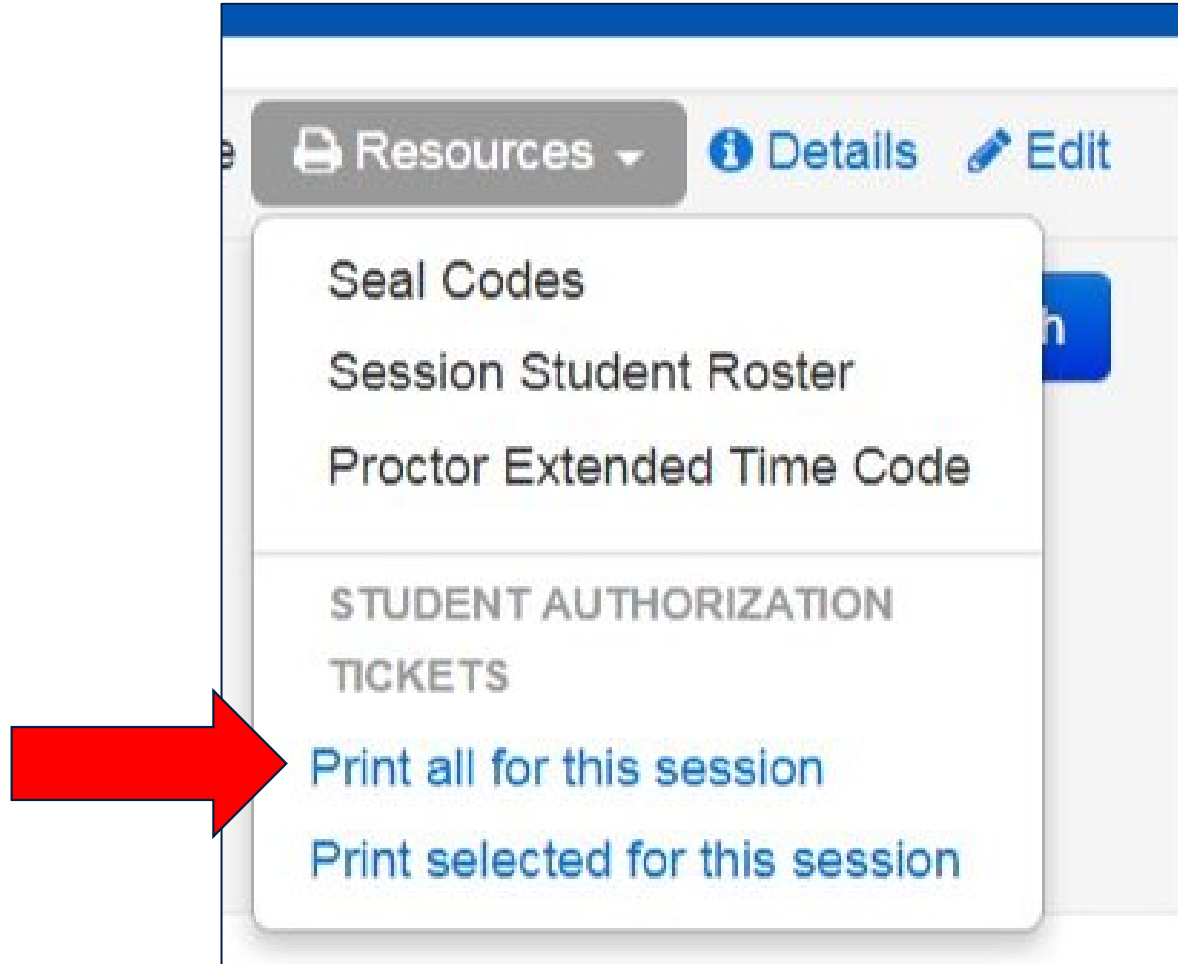 Resources Details Edit
Seal Codes
Session Student Roster
Proctor Extended Time Code
STUDENT AUTHORIZATION
TICKETS
Print all for this session
Print selected for this session